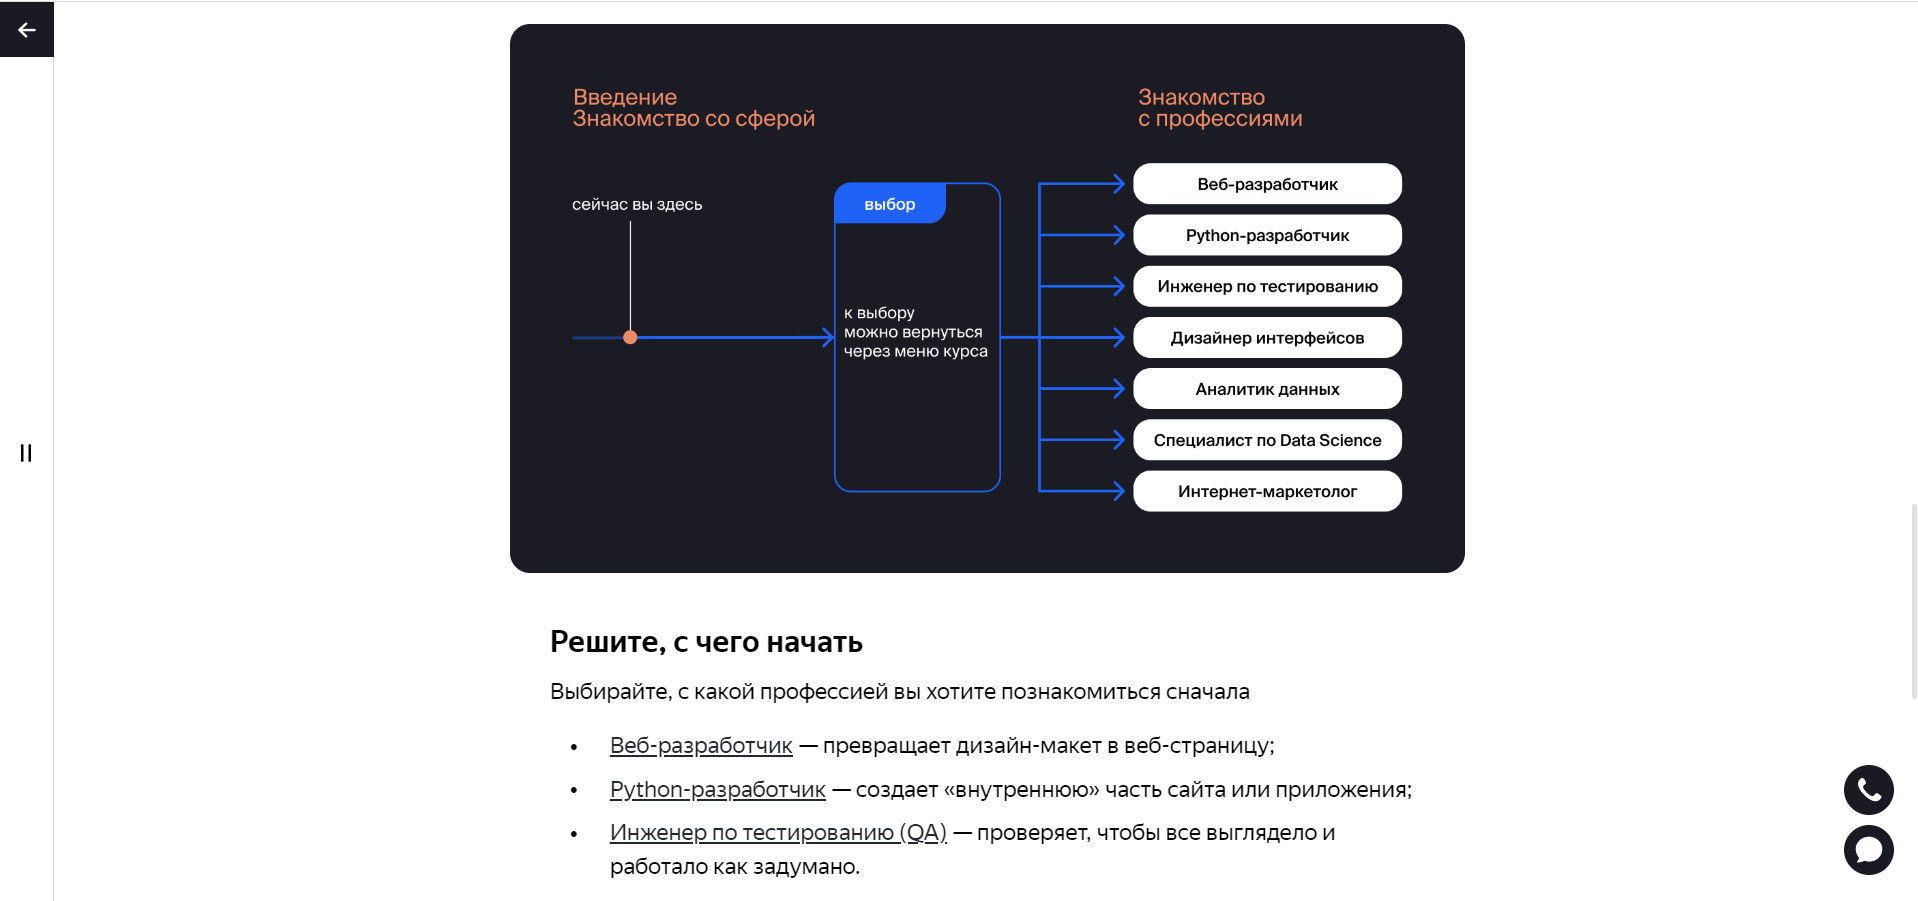 Введение
Знакомство со сферой
Знакомство
с профессиями
сейчас вы здесь
выбор
к выбору
можно вернуться
через меню курса
Веб-разработчик
Python-разработчик
Инженер по тестированию
Дизайнер интерфейсов
Аналитик данных
Специалист по Data Science
Интернет-маркетолог
Решите, с чего начать
Выбирайте, с какой профессией вы хотите познакомиться сначала
• Веб-разработчик — превращает дизайн-макет в веб-страницу;
• Python-разработчик — создает «внутреннюю» часть сайта или приложения;
• Инженер по тестированию (QA) — проверяет, чтобы все выглядело и
работало как задумано.